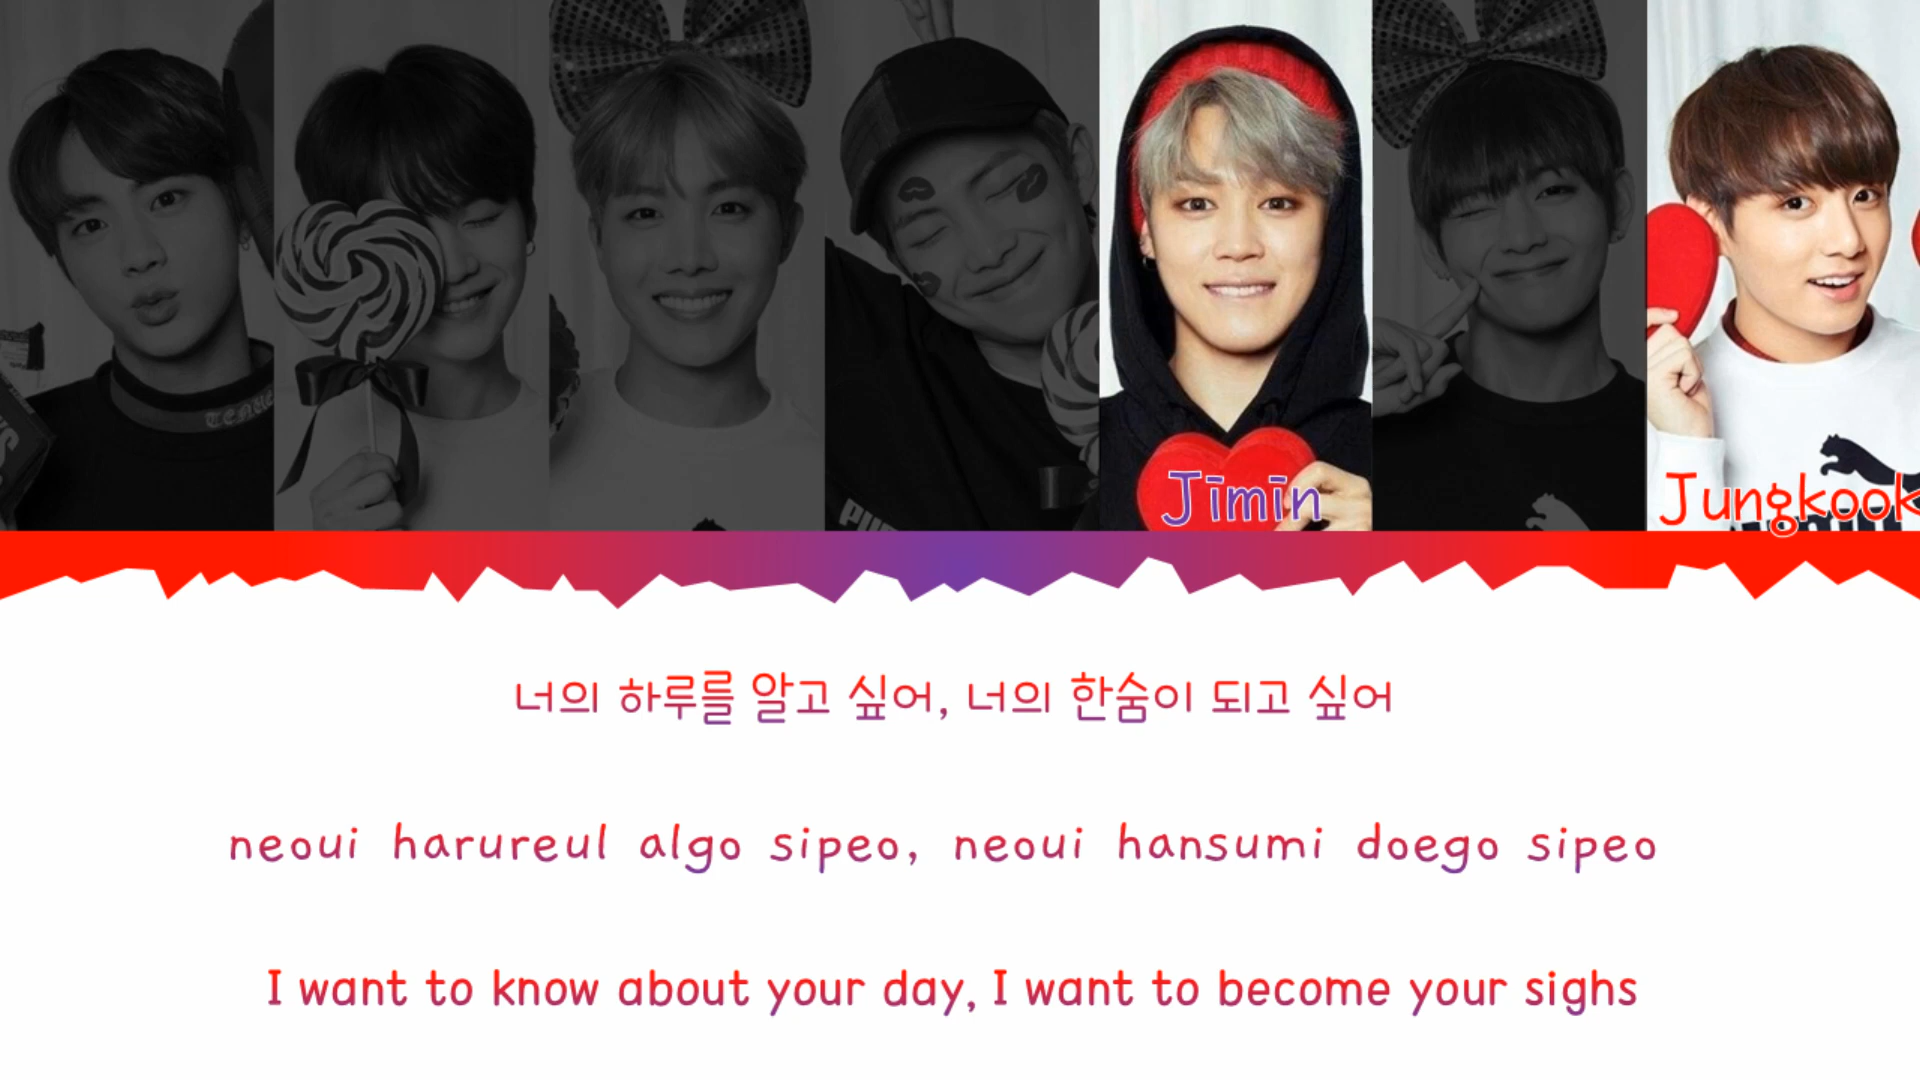 TENUE
PU
Jimin
Jungkook
너의 하루를 알고 싶어, 너의 한숨이 되고 싶어
neoui harureul algo sipeo, neoui hansumi doego sipeo
I want to know about your day, I want to become your sighs